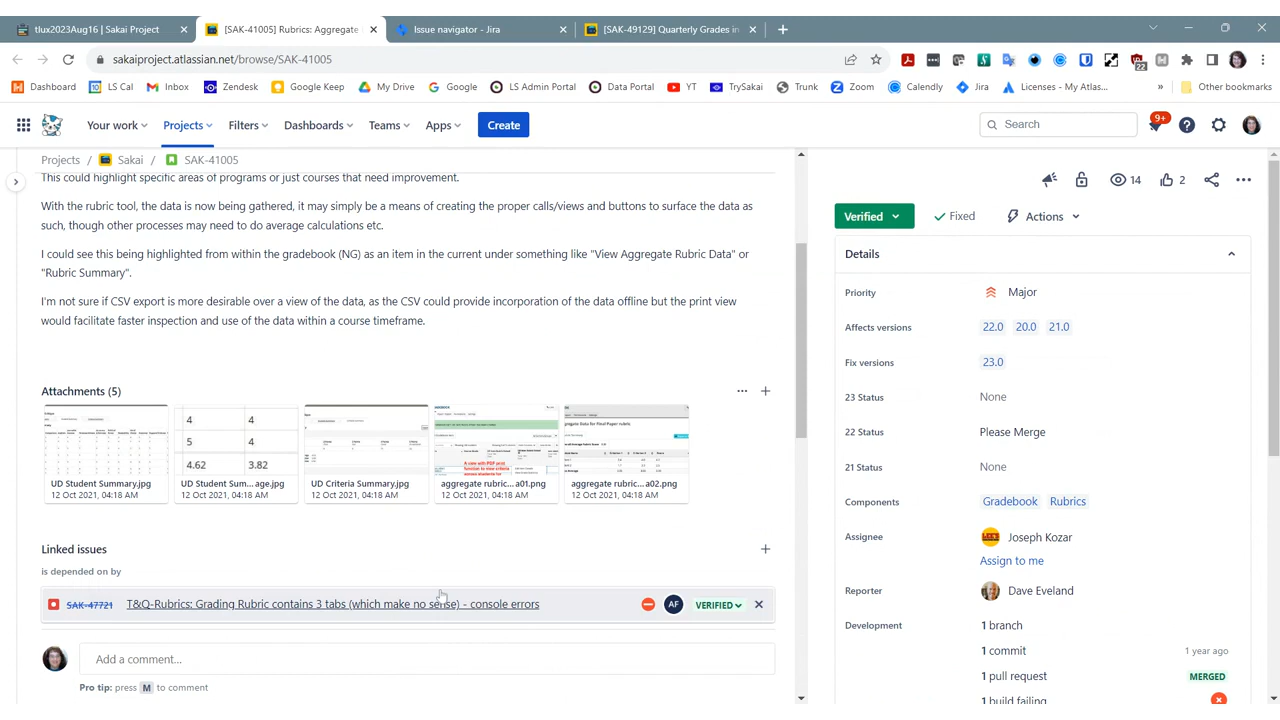 tlux2023Aug16 | Sakai Project
[SAK-41005] Rubrics: Aggregate
Issue navigator - Jira
[SAK-49129] Quarterly Grades in
sakaiproject.atlassian.net/browse/SAK-41005
22
Dashboard
LS Cal
Inbox
Zendesk
Google Keep
My Drive
Google
LS Admin Portal
Data Portal
YT
TrySakai
Trunk
Zoom
Calendly
Jira
Licenses - My Atlas...
Other bookmarks
Your work
Projects
Filters
Dashboards
Teams
Apps
Create
Search
9+
Projects / Sakai / SAK-41005
This could highlight specific areas of programs or just courses that need improvement.
With the rubric tool, the data is now being gathered, it may simply be a means of creating the proper calls/views and buttons to surface the data as
such, though other processes may need to do average calculations etc.
I could see this being highlighted from within the gradebook (NG) as an item in the current under something like "View Aggregate Rubric Data" or
"Rubric Summary".
I'm not sure if CSV export is more desirable over a view of the data, as the CSV could provide incorporation of the data offline but the print view
would facilitate faster inspection and use of the data within a course timeframe.
Attachments (5)
4 4
5 4
4.62 3.82
UD Student Summary.jpg
12 Oct 2021, 04:18 AM
UD Student Sum...age.jpg
12 Oct 2021, 04:18 AM
UD Criteria Summary.jpg
12 Oct 2021, 04:18 AM
aggregate rubric...a01.png
12 Oct 2021, 04:18 AM
aggregate rubric...a02.png
12 Oct 2021, 04:18 AM
Linked issues
is depended on by
SAK-47721 T&Q-Rubrics: Grading Rubric contains 3 tabs (which make no sense) - console errors
AF
VERIFIED
Add a comment...
Pro tip: press M to comment
14
2
Verified
Fixed
Actions
Details
Priority
Major
Affects versions
22.0 20.0 21.0
Fix versions
23.0
23 Status
None
22 Status
Please Merge
21 Status
None
Components
Gradebook Rubrics
Assignee
Joseph Kozar
Assign to me
Reporter
Dave Eveland
Development
1 branch
1 commit
1 year ago
1 pull request
MERGED
1 build failing